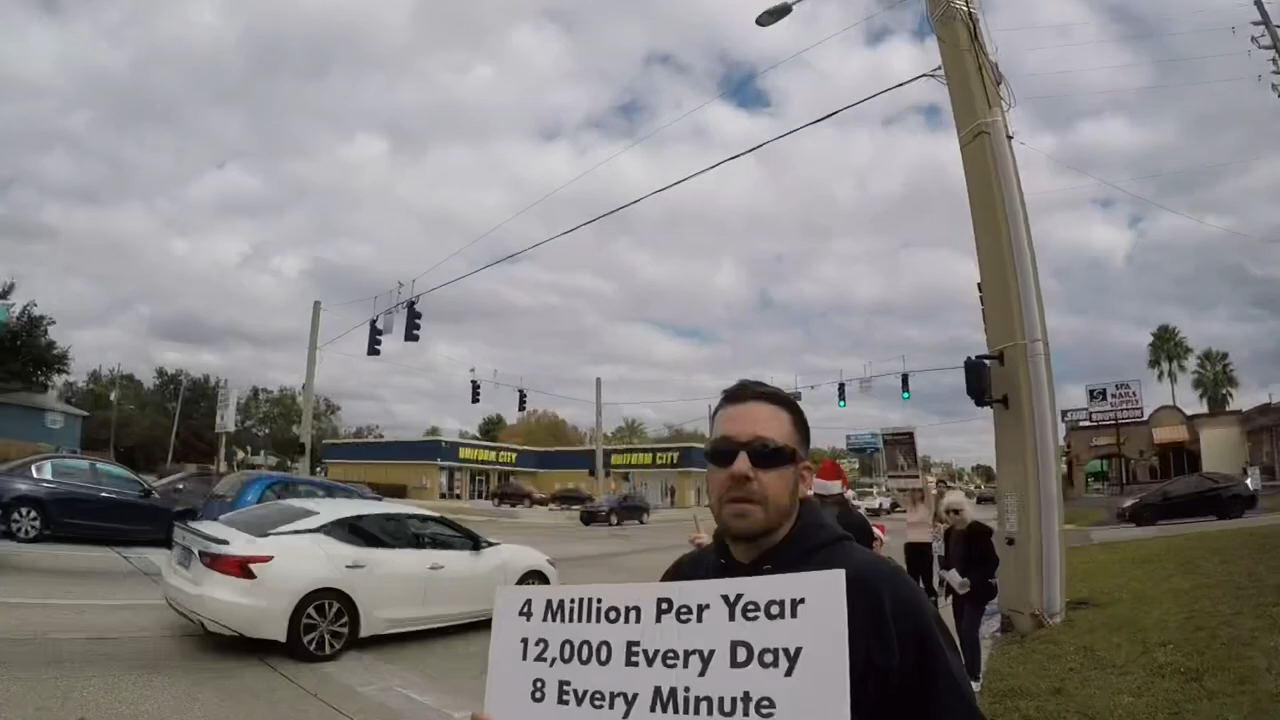 UNIFORM CITY
UNIFORM CITY
SPA
NAILS
SUPPLY
SHOWROOM
4 Million Per Year
12,000 Every Day
8 Every Minute